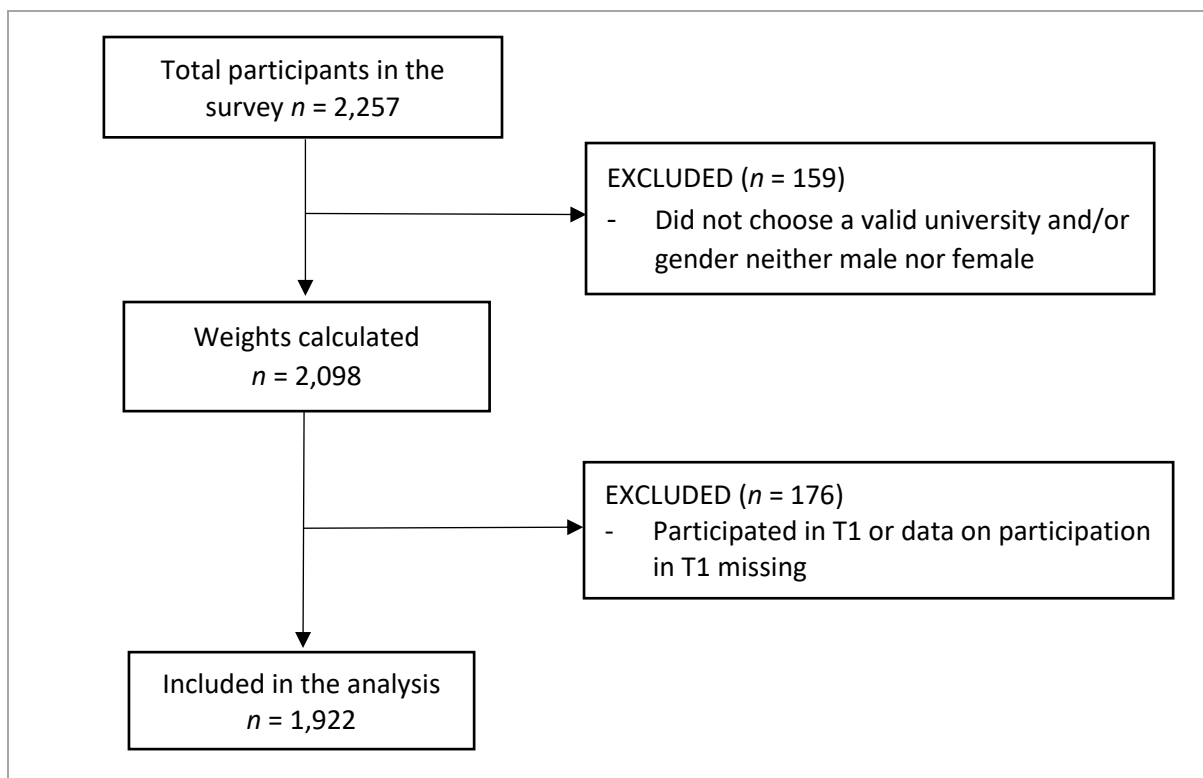 Total participants in the
survey n = 2,257
EXCLUDED (n = 159)
- Did not choose a valid university and/or
gender neither male nor female
Weights calculated
n = 2,098
EXCLUDED (n = 176)
- Participated in T1 or data on participation
in T1 missing
Included in the analysis
n = 1,922